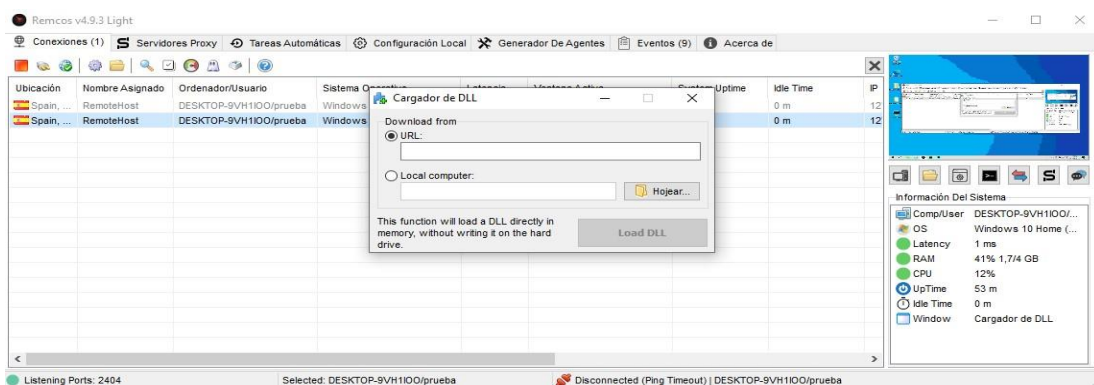 Remcos v4.9.3 Light
Conexiones (1) Servidores Proxy Tareas Automáticas Configuración Local Generador De Agentes Eventos (9) Acerca de
Ubicación Nombre Asignado Ordenador/Usuario Sistema Uptime Idle Time IP
Spain, ... RemoteHost DESKTOP-9VH1IOO/prueba Windows 0 m 12
Spain, ... RemoteHost DESKTOP-9VH1IOO/prueba Windows 0 m 12
Cargador de DLL
Download from
URL:
Local computer:
Hojear...
This function will load a DLL directly in
memory, without writing it on the hard
drive.
Load DLL
Información Del Sistema
Comp/User DESKTOP-9VH1IOO/...
OS Windows 10 Home (...
Latency 1 ms
RAM 41% 1,7/4 GB
CPU 12%
UpTime 53 m
Idle Time 0 m
Window Cargador de DLL
Listening Ports: 2404 Selected: DESKTOP-9VH1IOO/prueba Disconnected (Ping Timeout) | DESKTOP-9VH1IOO/prueba